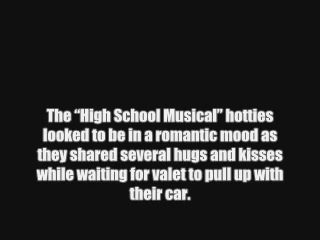 The “High School Musical” hotties
looked to be in a romantic mood as
they shared several hugs and kisses
while waiting for valet to pull up with
their car.